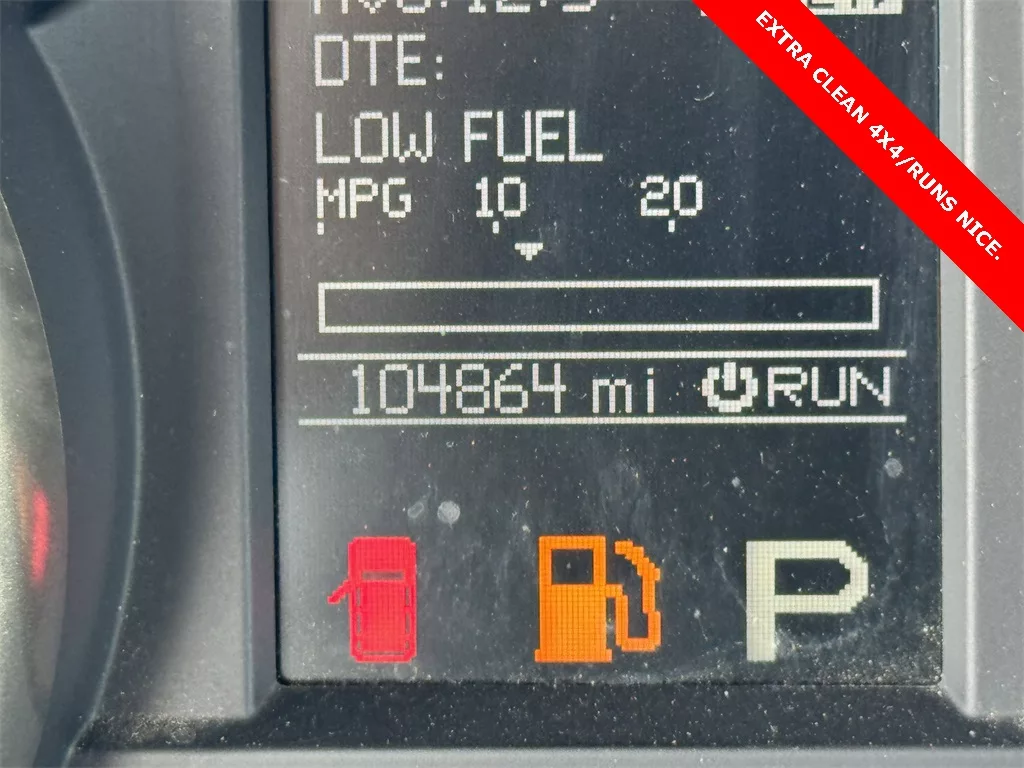 DTE:
LOW FUEL
MPG 10 20
104864 mi RUN
P
EXTRA CLEAN 4X4/RUNS NICE.